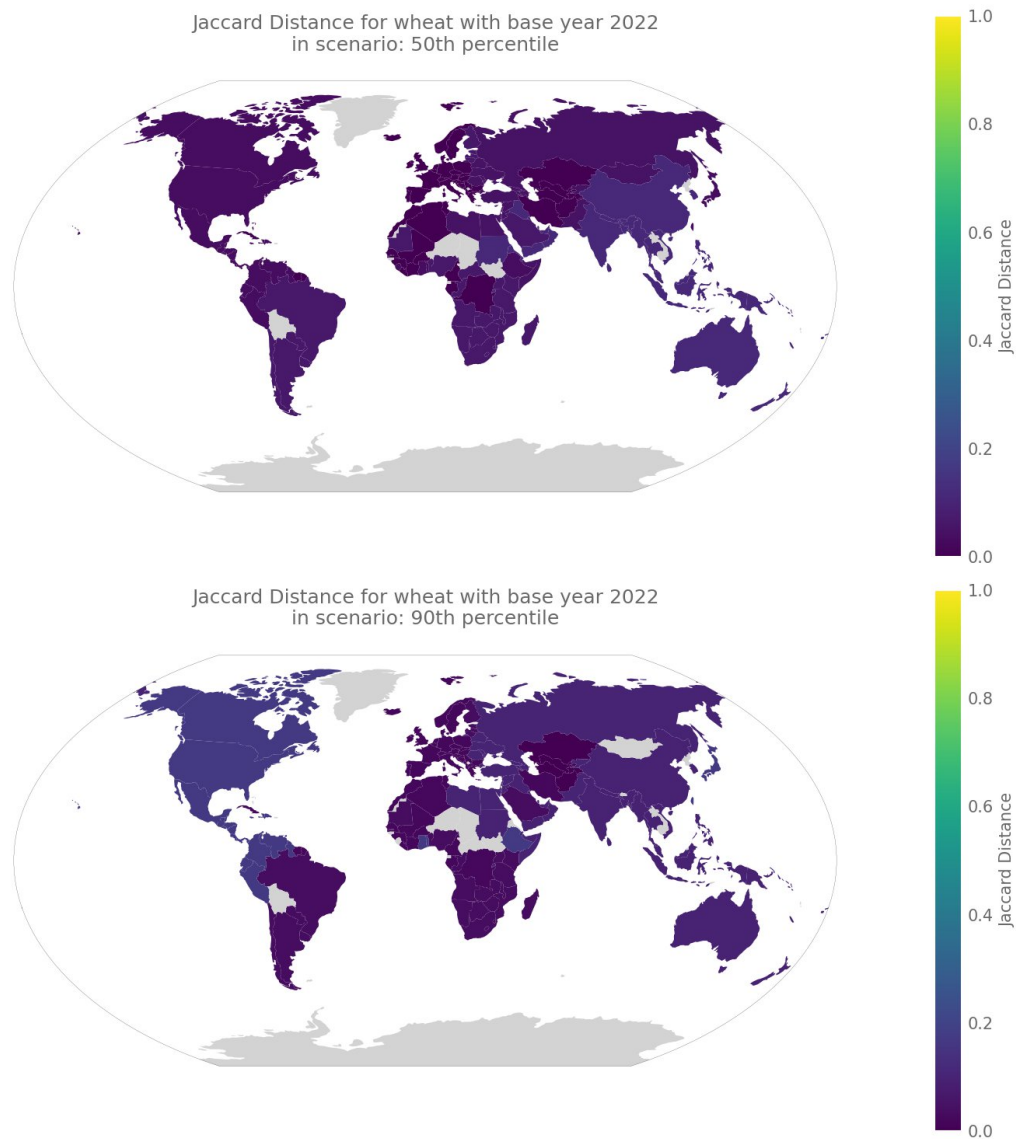 Jaccard Distance for wheat with base year 2022
in scenario: 50th percentile
1.0
0.8
0.6
0.4
0.2
0.0
Jaccard Distance
Jaccard Distance for wheat with base year 2022
in scenario: 90th percentile
1.0
0.8
0.6
0.4
0.2
0.0
Jaccard Distance